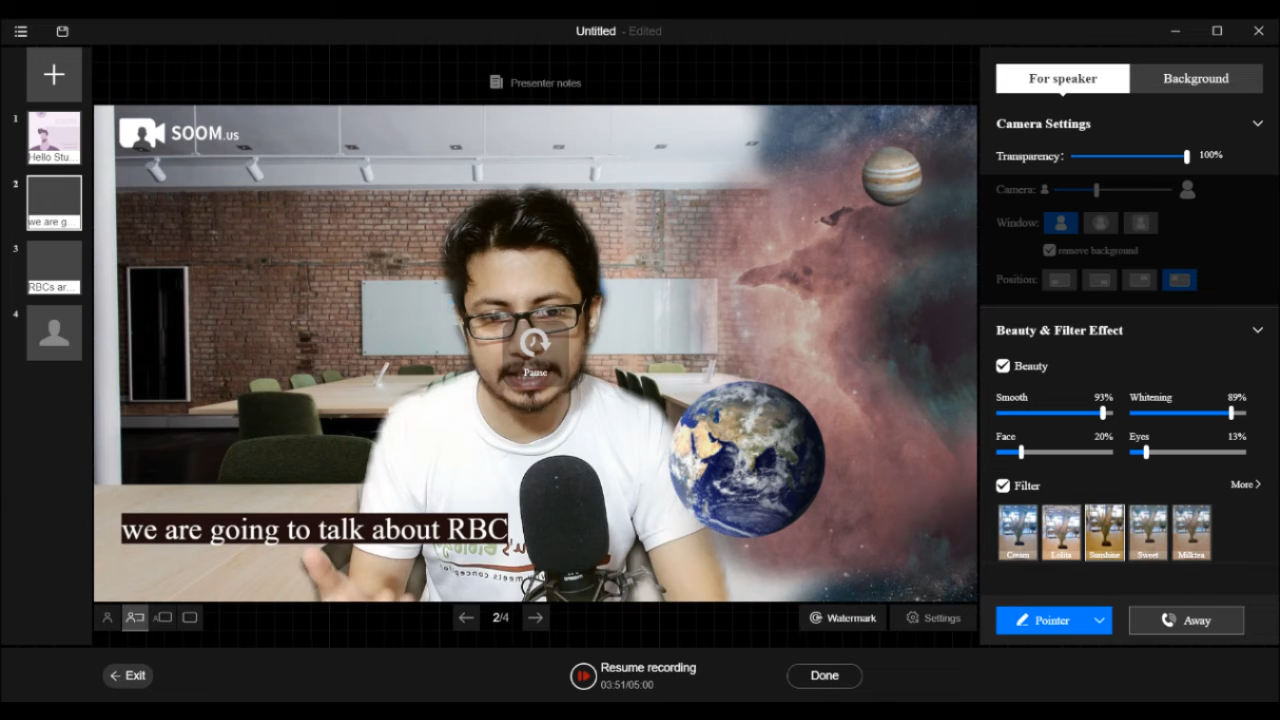 Untitled - Edited
Presenter notes
For speaker
Background
1
Hello Stu...
2
we are g...
3
RBCs ar...
4
SOOM.us
Pause
we are going to talk about RBC
u's Biology
meets concep
Camera Settings
Transparency: 100%
Camera:
Window:
remove background
Position:
Beauty & Filter Effect
Beauty
Smooth 93% Whitening 89%
Face 20% Eyes 13%
Filter More
Cream Lolita Sunshine Sweet Milktea
2/4
Watermark
Settings
Pointer
Away
Exit
Resume recording
03:51/05:00
Done